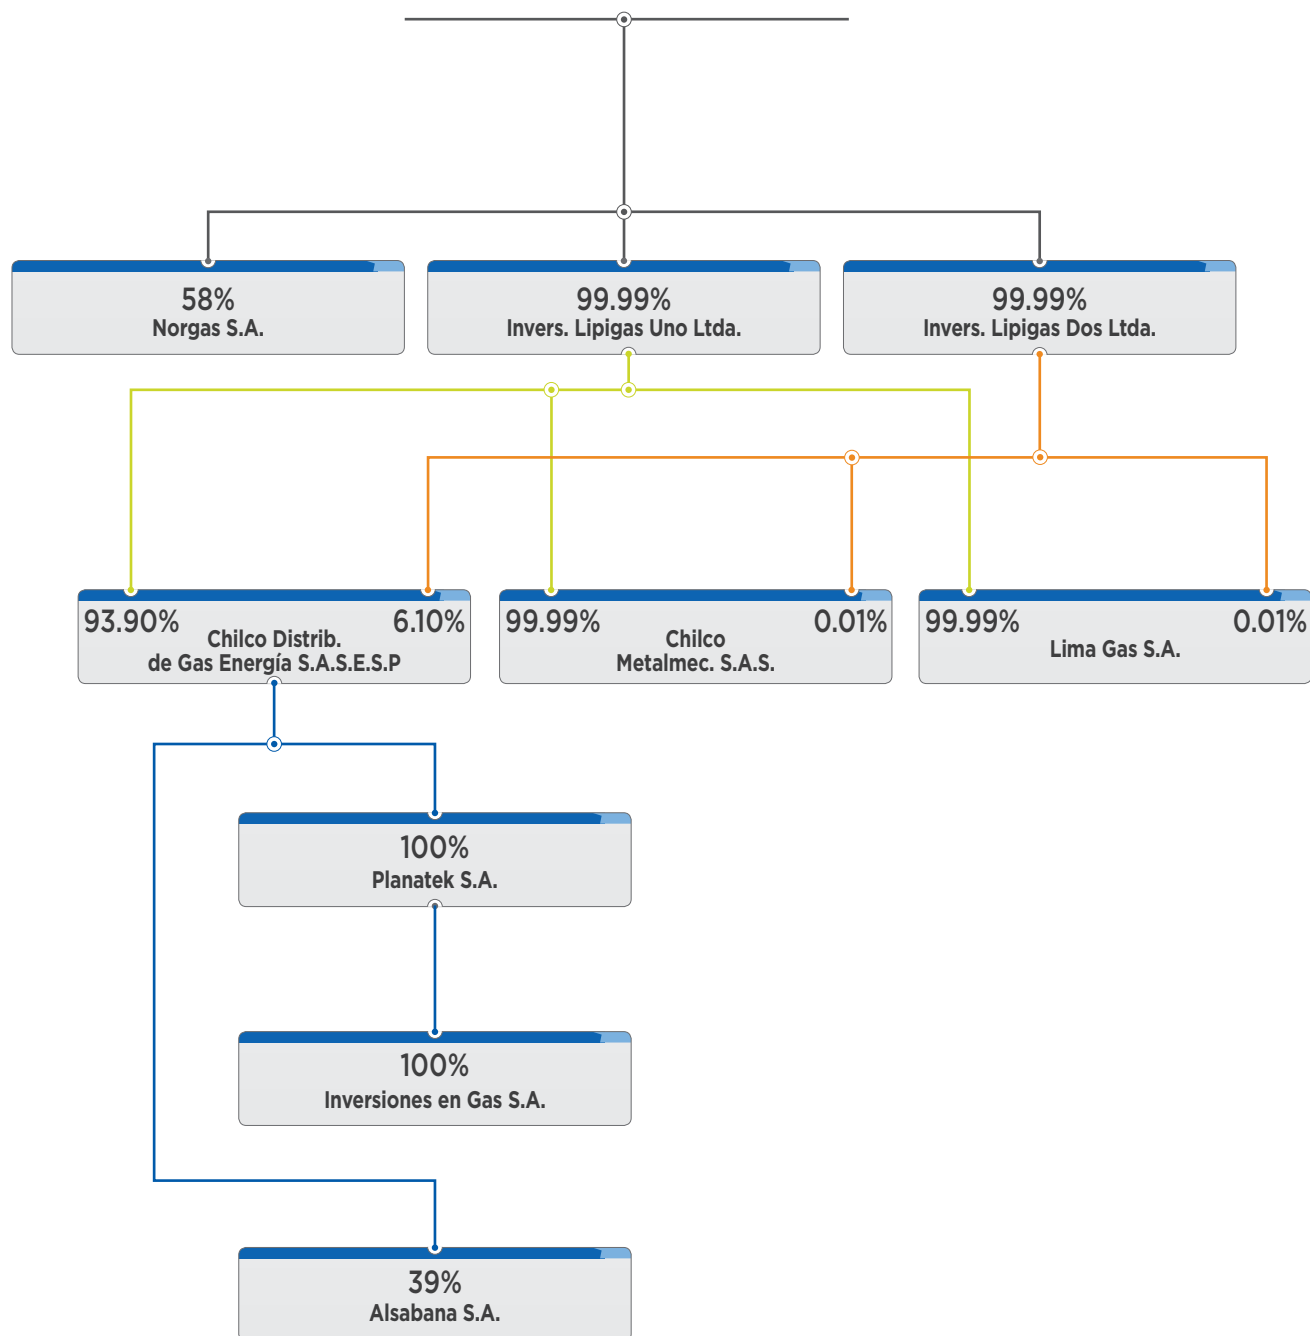 58%
Norgas S.A.
99.99%
Invers. Lipigas Uno Ltda.
99.99%
Invers. Lipigas Dos Ltda.
93.90%
6.10%
Chilco Distrib.
de Gas Energía S.A.S.E.S.P
99.99%
0.01%
Chilco
Metalmec. S.A.S.
99.99%
0.01%
Lima Gas S.A.
100%
Planatek S.A.
100%
Inversiones en Gas S.A.
39%
Alsabana S.A.